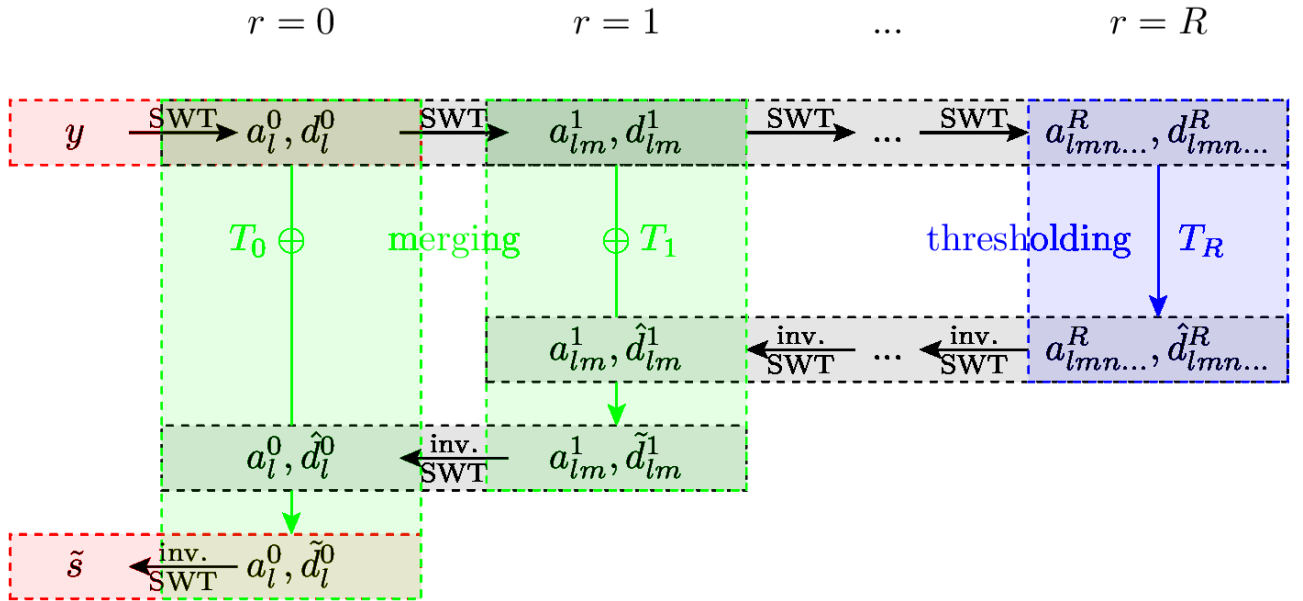 r = 0 r = 1 ... r = R
y SWT a_l^0, d_l^0 SWT a_{lm}^1, d_{lm}^1 SWT ... SWT a_{lmn...}^R, d_{lmn...}^R
T_0 ⊕ merging ⊕ T_1 thresholding T_R
a_{lm}^1, \hat{d}_{lm}^1 inv. SWT ... inv. SWT a_{lmn...}^R, \hat{d}_{lmn...}^R
a_l^0, \hat{d}_l^0 inv. SWT a_{lm}^1, \tilde{d}_{lm}^1
\tilde{s} inv. SWT a_l^0, \tilde{d}_l^0